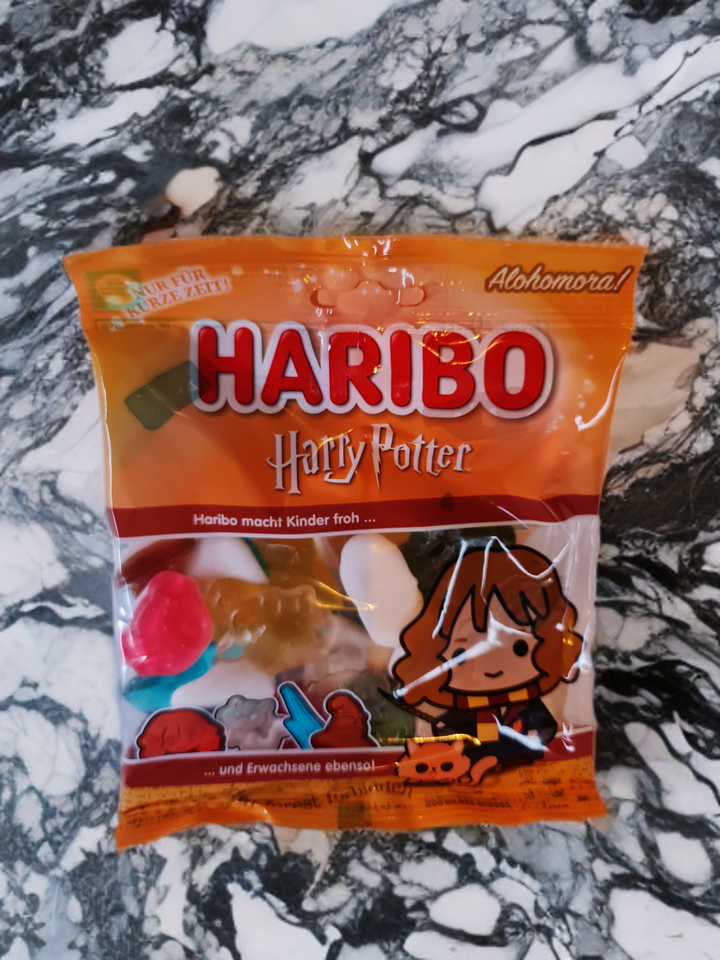 NUR FÜR
KURZE ZEIT!
Alohomora!
HARIBO
Harry Potter
Haribo macht Kinder froh ...
... und Erwachsene ebenso!